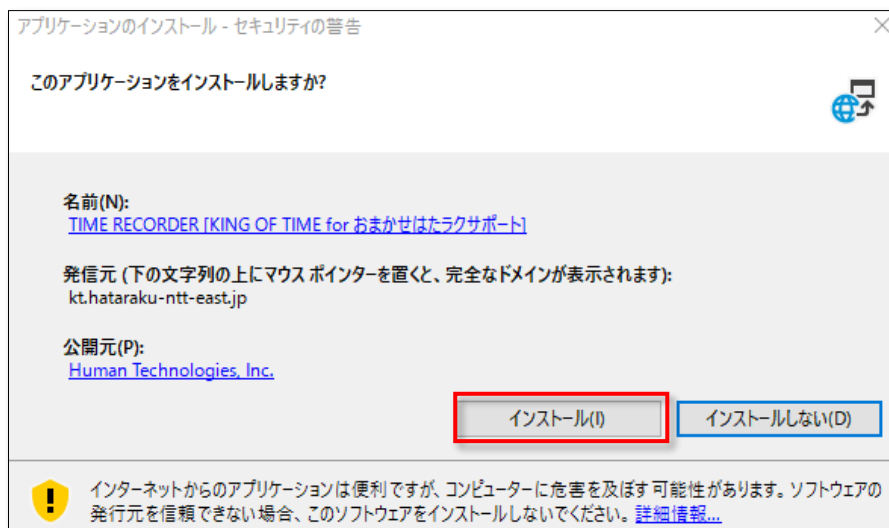 アプリケーションのインストール - セキュリティの警告
このアプリケーションをインストールしますか?
名前(N):
TIME RECORDER [KING OF TIME for おまかせはたラクサポート]
発信元 (下の文字列の上にマウス ポインターを置くと、完全なドメインが表示されます):
kt.hataraku-ntt-east.jp
公開元(P):
Human Technologies, Inc.
インストール(I)
インストールしない(D)
インターネットからのアプリケーションは便利ですが、コンピューターに危害を及ぼす可能性があります。ソフトウェアの
発行元を信頼できない場合、このソフトウェアをインストールしないでください。詳細情報...